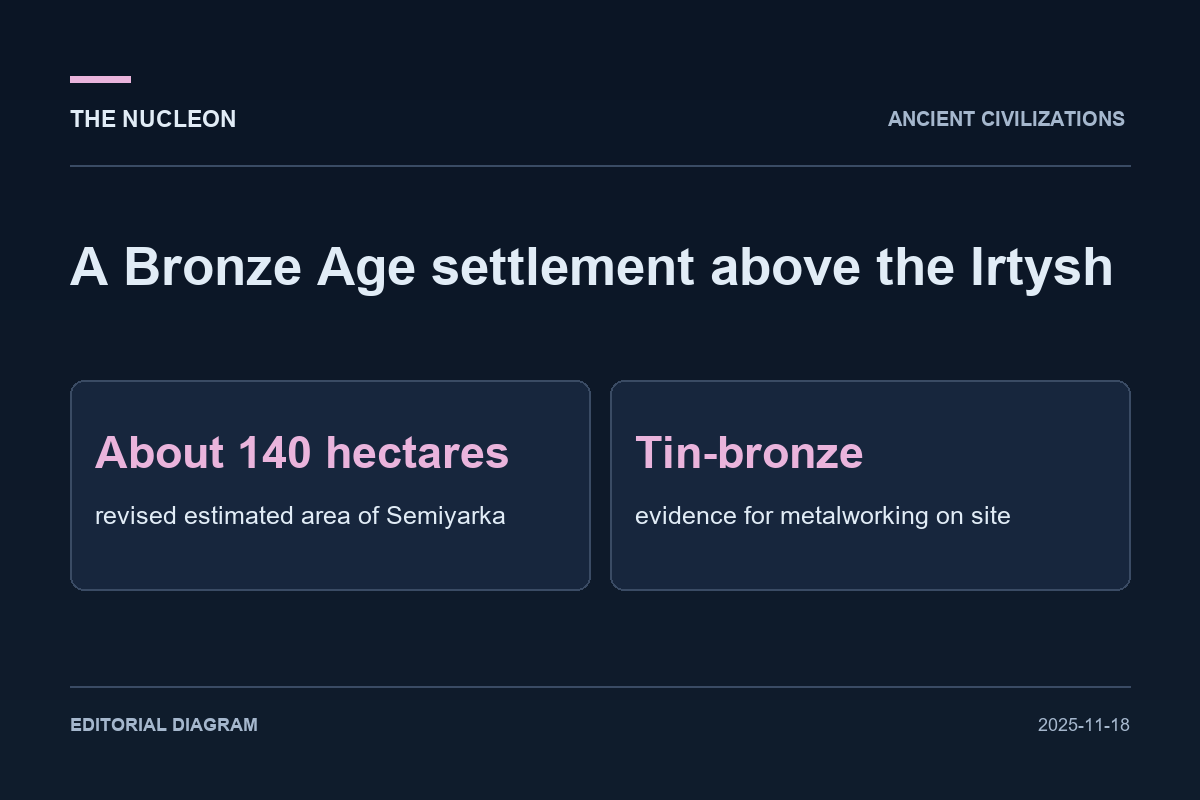 THE NUCLEON
ANCIENT CIVILIZATIONS
A Bronze Age settlement above the Irtysh
About 140 hectares
revised estimated area of Semiyarka
Tin-bronze
evidence for metalworking on site
EDITORIAL DIAGRAM
2025-11-18